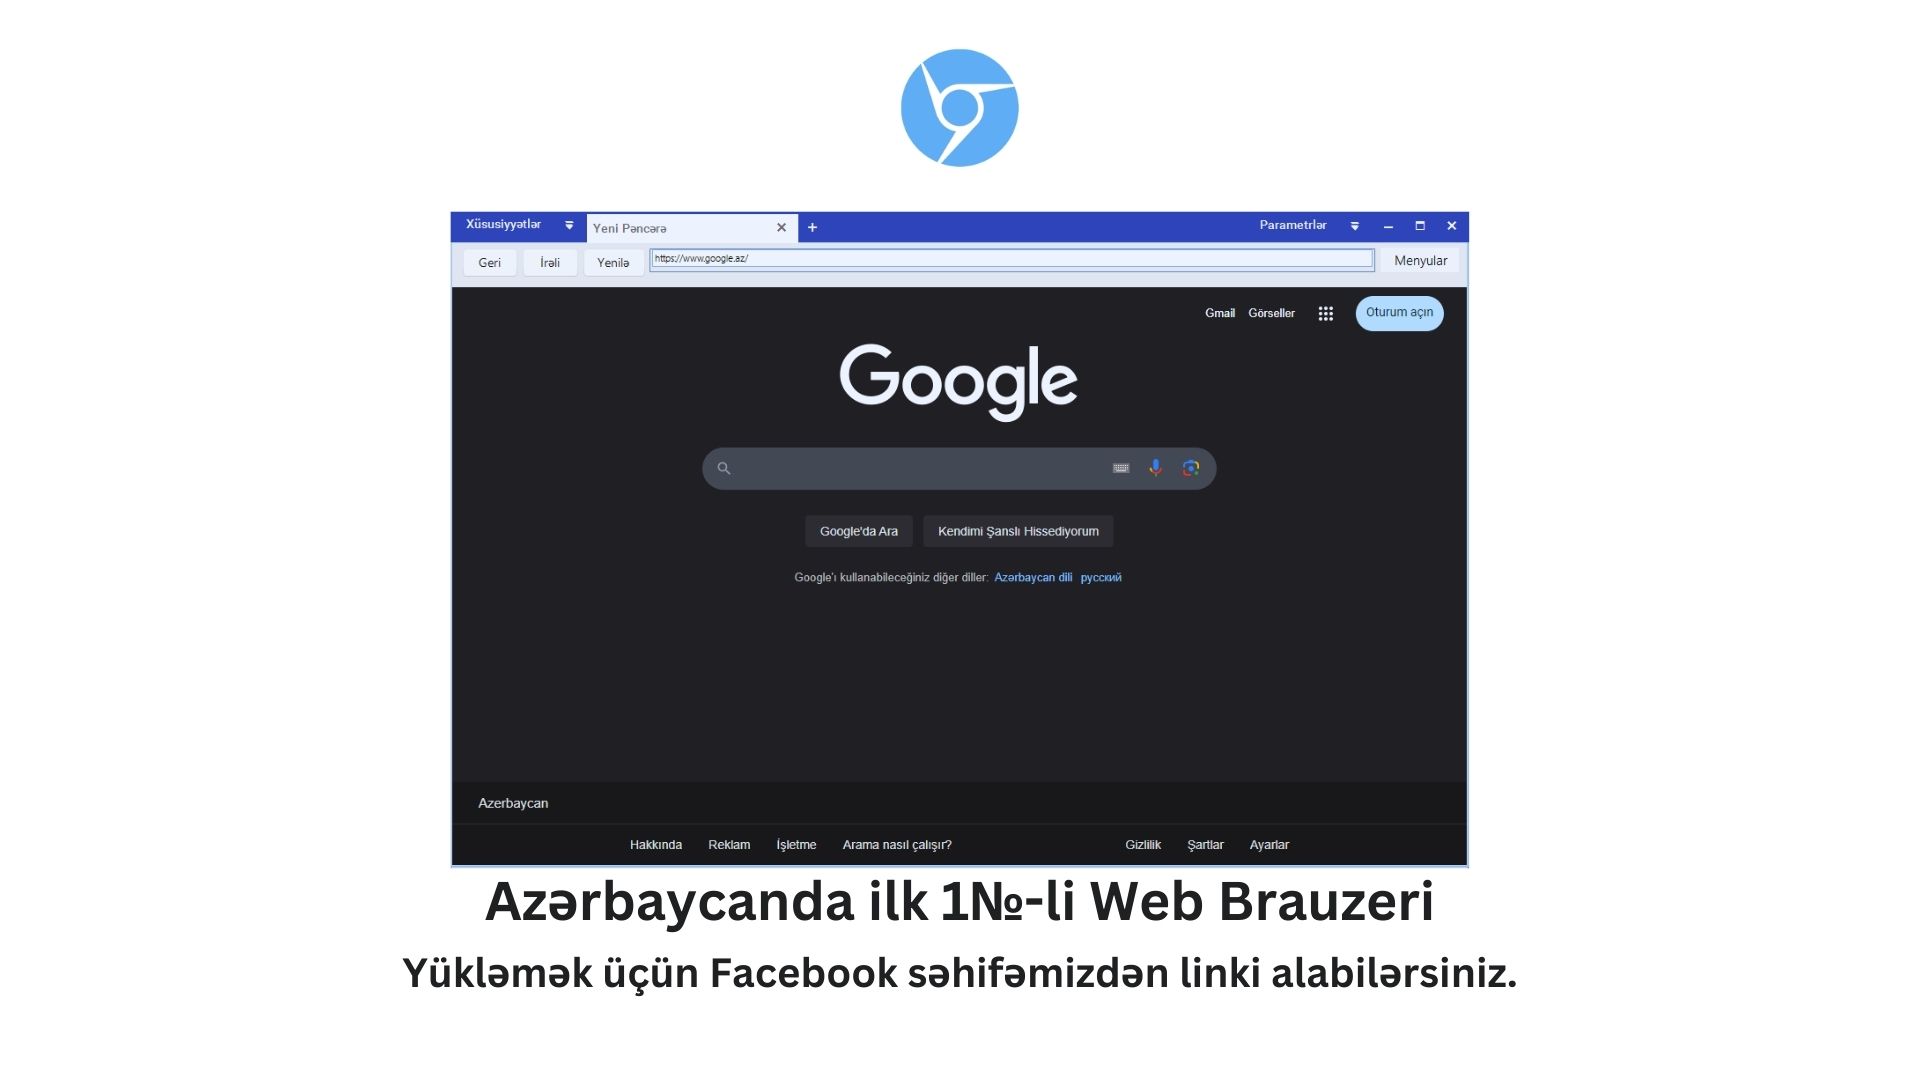 Xüsusiyyətlər Yeni Pəncərə Parametrlər
Geri İrəli Yenilə https://www.google.az/ Menyular
Gmail Görseller Oturum açın
Google
Google'da Ara Kendimi Şanslı Hissediyorum
Google'ı kullanabileceğiniz diğer diller: Azərbaycan dili русский
Azerbaycan
Hakkında Reklam İşletme Arama nasıl çalışır? Gizlilik Şartlar Ayarlar
Azərbaycanda ilk 1№-li Web Brauzeri
Yükləmək üçün Facebook səhifəmizdən linki alabilərsiniz.